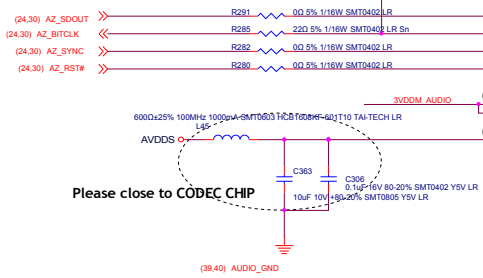 (24,30) AZ_SDOUT R291 0Ω 5% 1/16W SMT0402 LR
(24,30) AZ_BITCLK R285 22Ω 5% 1/16W SMT0402 LR Sn
(24,30) AZ_SYNC R282 0Ω 5% 1/16W SMT0402 LR
(24,30) AZ_RST# R280 0Ω 5% 1/16W SMT0402 LR
3VDDM_AUDIO
600Ω±25% 100MHz 1000mA SMT0603 HCB1608KF-601T10 TAI-TECH LR
L45
AVDDS
C363
C306
0.1uF 16V 80-20% SMT0402 Y5V LR
10uF 10V +80-20% SMT0805 Y5V LR
Please close to CODEC CHIP
(39,40) AUDIO_GND